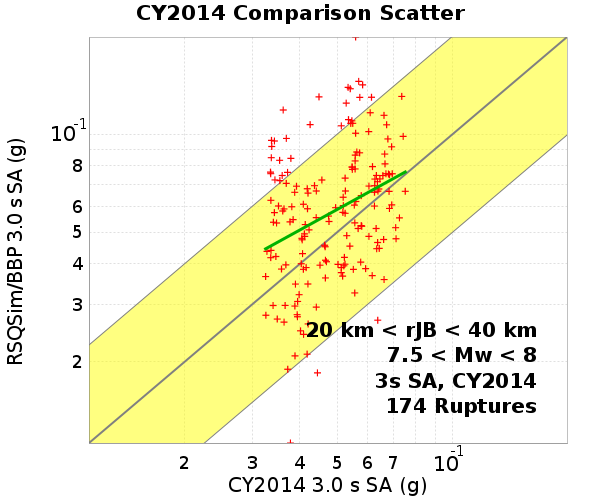 CY2014 Comparison Scatter
RSQSim/BBP 3.0 s SA (g)
10-1
8
6
5
4
3
2
20 km < rJB < 40 km
7.5 < Mw < 8
3s SA, CY2014
174 Ruptures
2 3 4 5 6 7 10-1
CY2014 3.0 s SA (g)